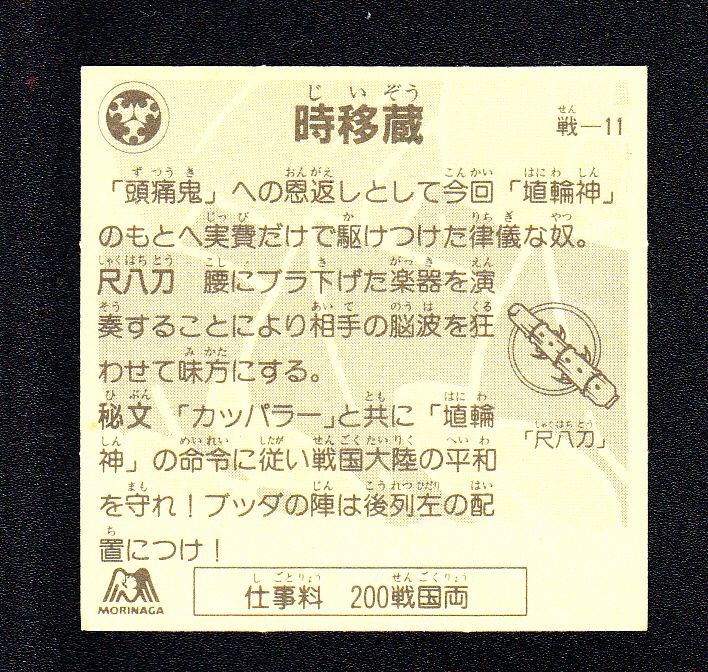 時移蔵
じいぞう
戦―11
せん
「頭痛鬼」への恩返しとして今回「埴輪神」
ずつうき おんがえ こんかい はにわ しん
のもとへ実費だけで駆けつけた律儀な奴。
じっぴ か りちぎ やつ
尺八刀 腰にブラ下げた楽器を演
しゃくはちとう こし さ がっき えん
奏することにより相手の脳波を狂
そう あいて のうは くる
わせて味方にする。
みかた
秘文 「カッパラー」と共に「埴輪
ひぶん とも はにわ
神」の命令に従い戦国大陸の平和
しん めいれい したが せんごくたいりく へいわ
を守れ!ブッダの陣は後列左の配
まも じん こうれつひだり はい
置につけ!
ち
「尺八刀」
しゃくはちとう
MORINAGA
仕事料 200戦国両
しごとりょう せんごくりょう